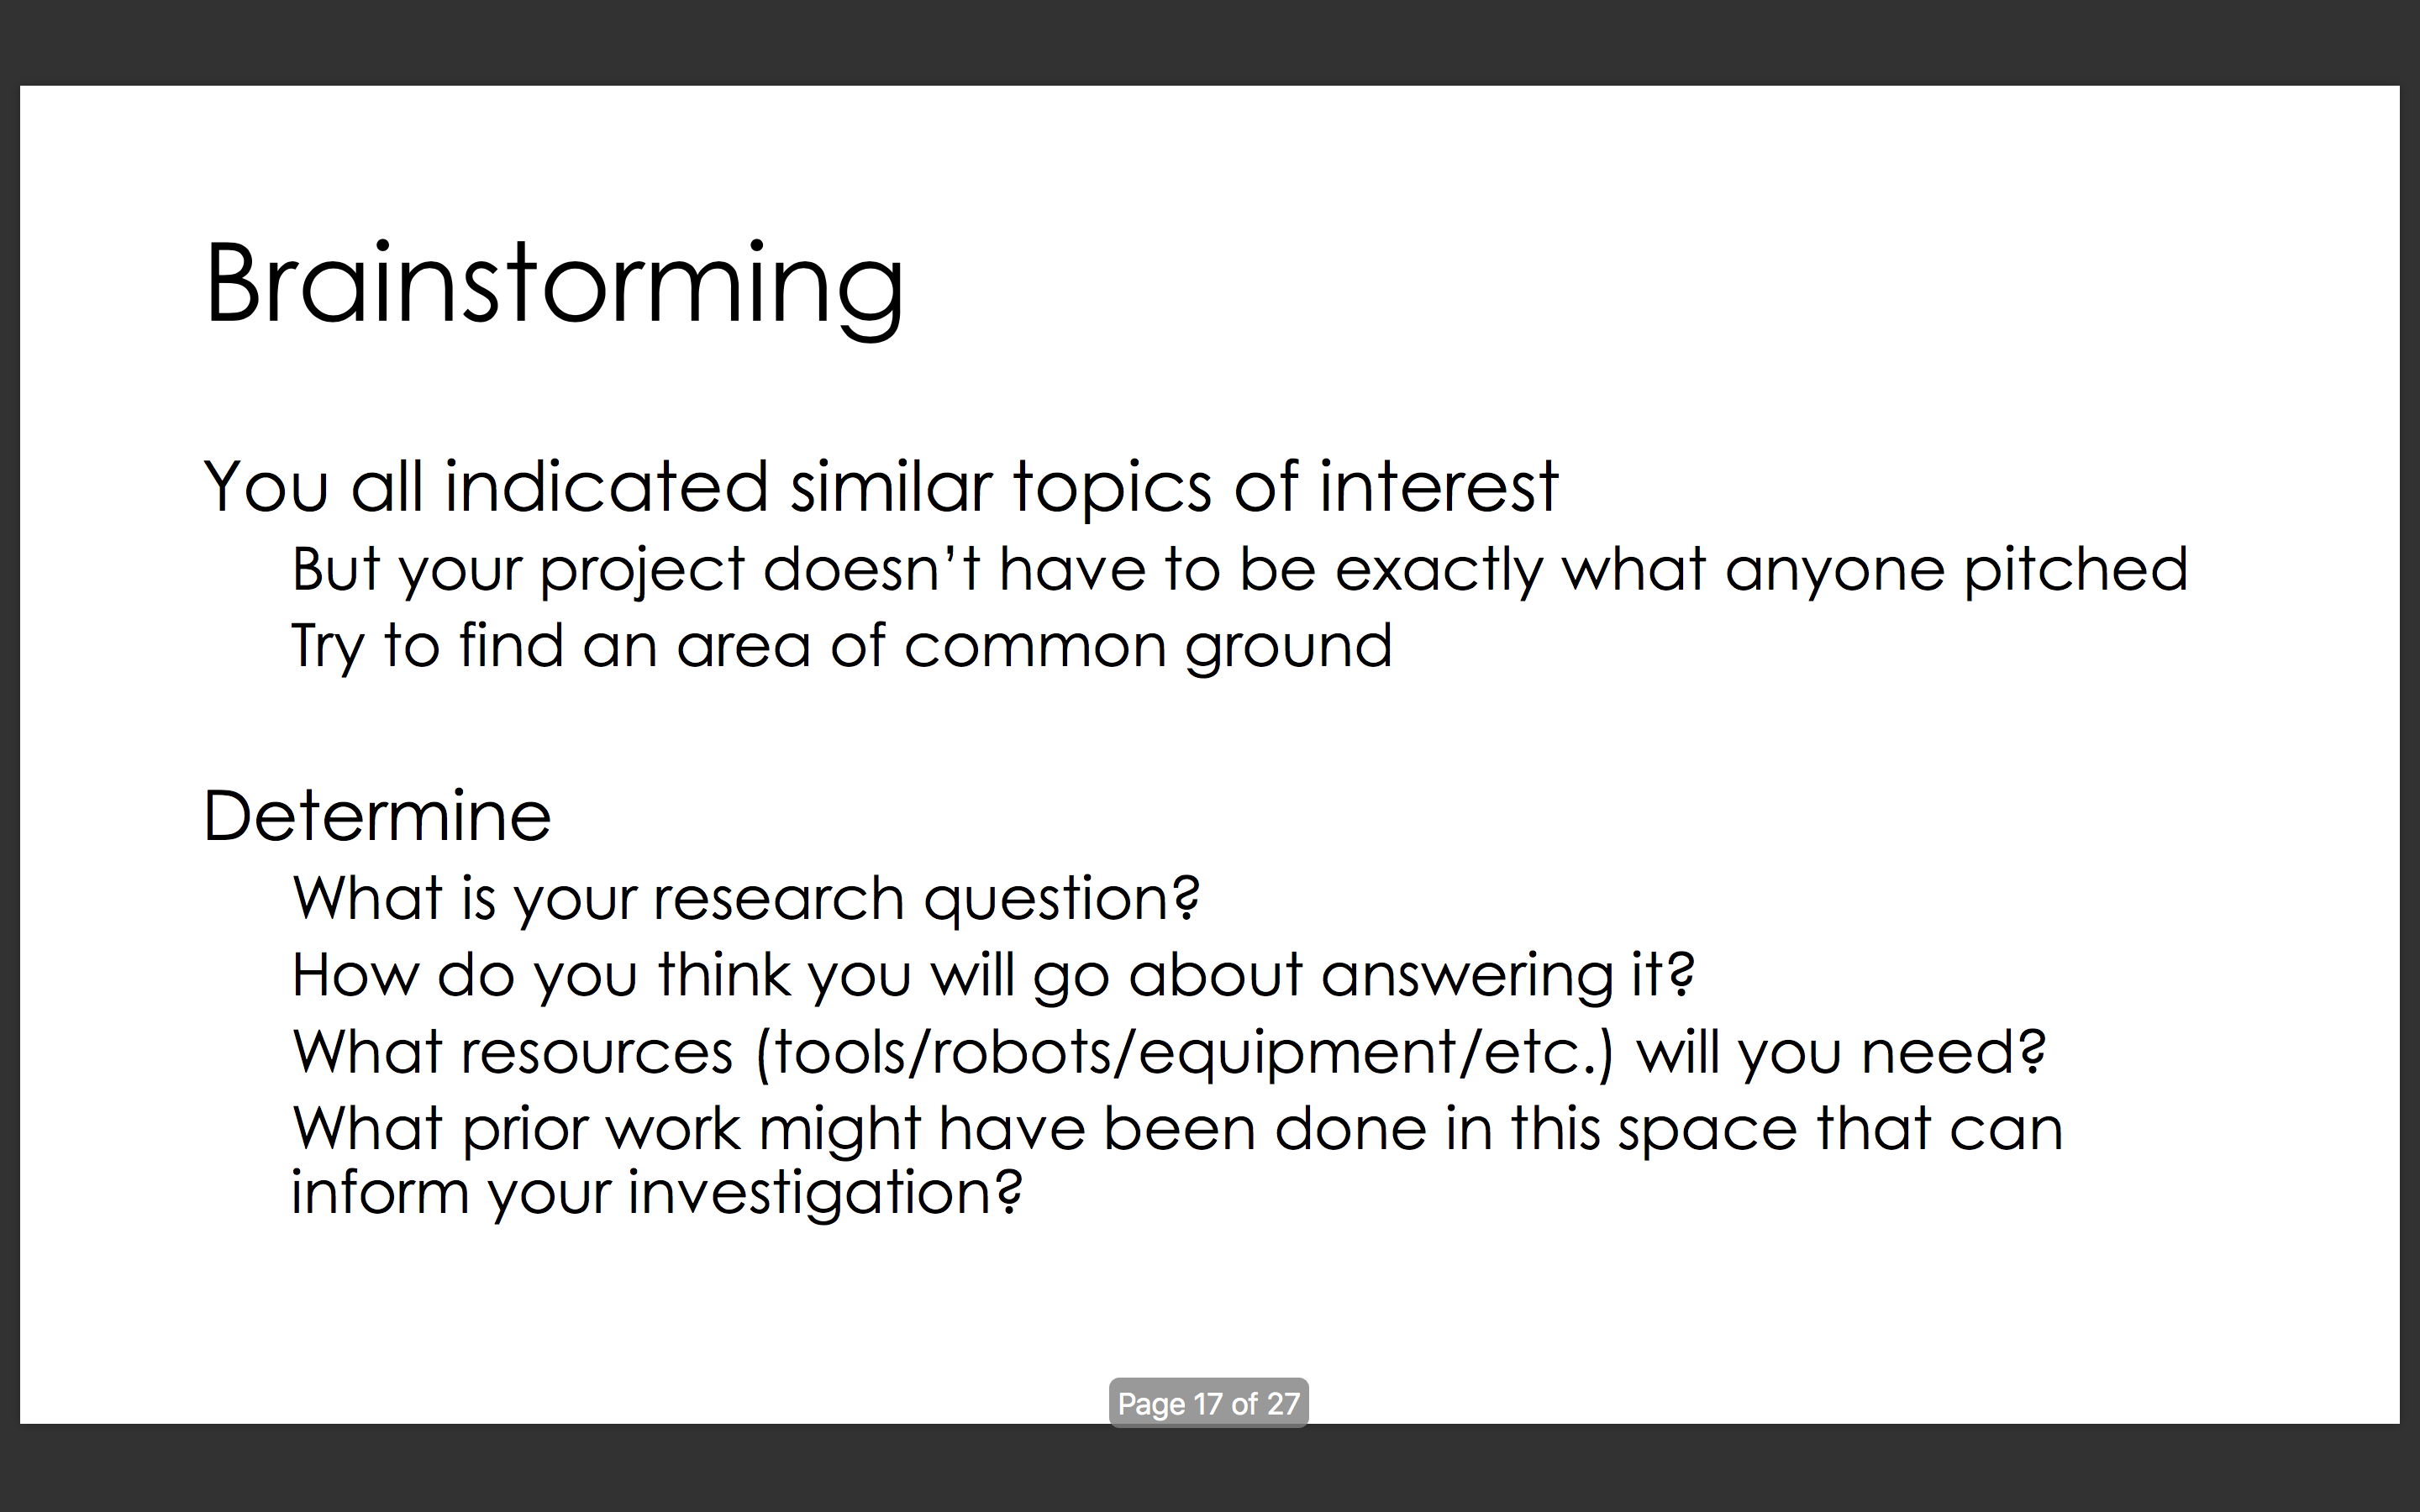 Brainstorming
You all indicated similar topics of interest
But your project doesn’t have to be exactly what anyone pitched
Try to find an area of common ground
Determine
What is your research question?
How do you think you will go about answering it?
What resources (tools/robots/equipment/etc.) will you need?
What prior work might have been done in this space that can
inform your investigation?
Page 17 of 27